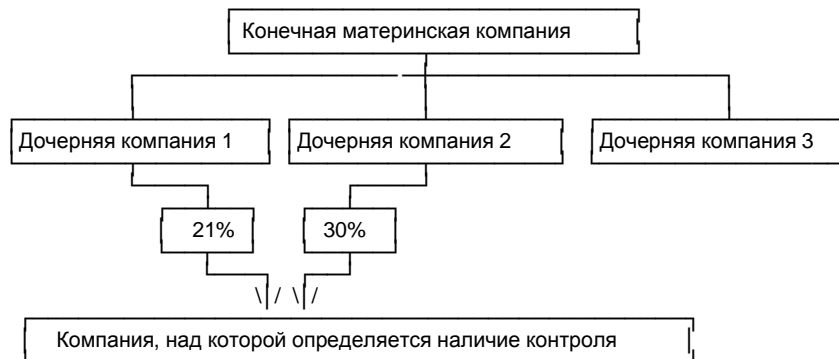 Конечная материнская компания
Дочерняя компания 1
Дочерняя компания 2
Дочерняя компания 3
21%
30%
Компания, над которой определяется наличие контроля